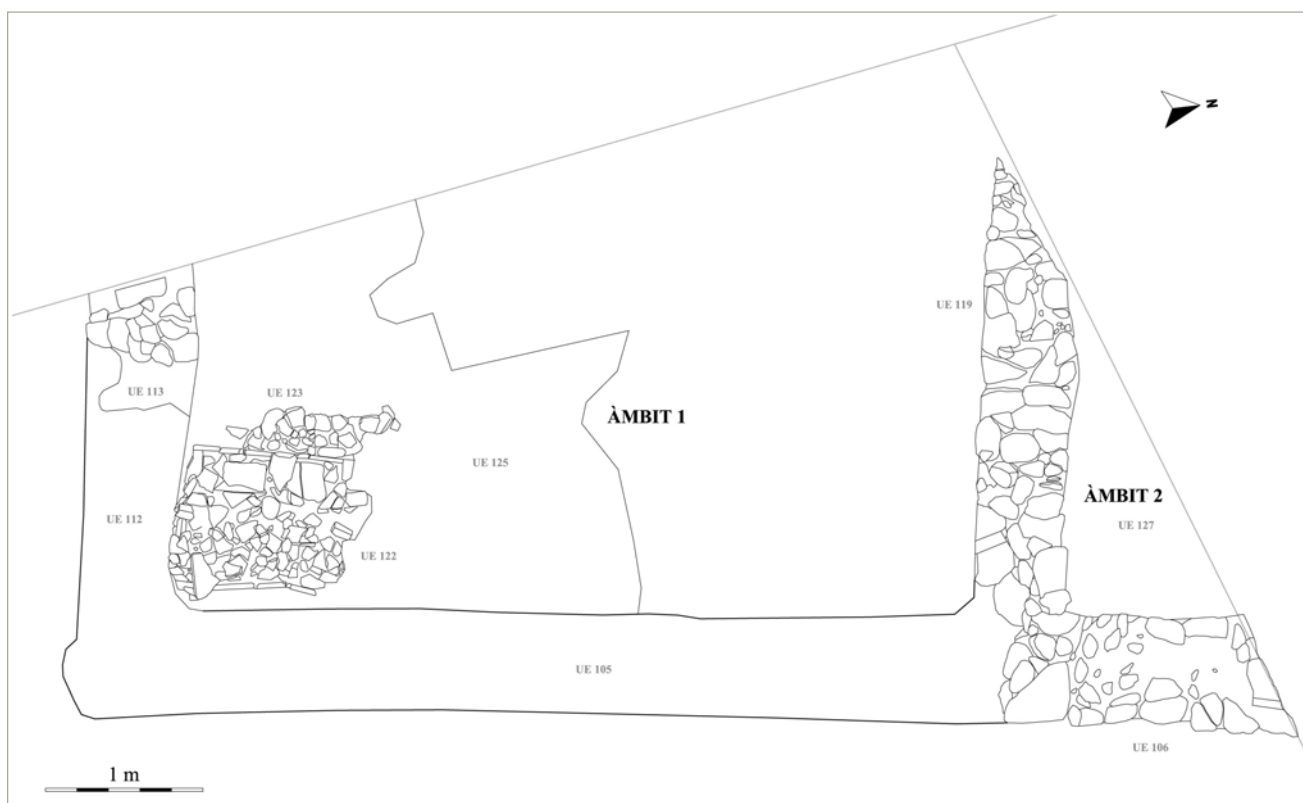 N
UE 119
UE 113
UE 123
ÀMBIT 1
UE 125
ÀMBIT 2
UE 112
UE 127
UE 122
UE 105
UE 106
1 m